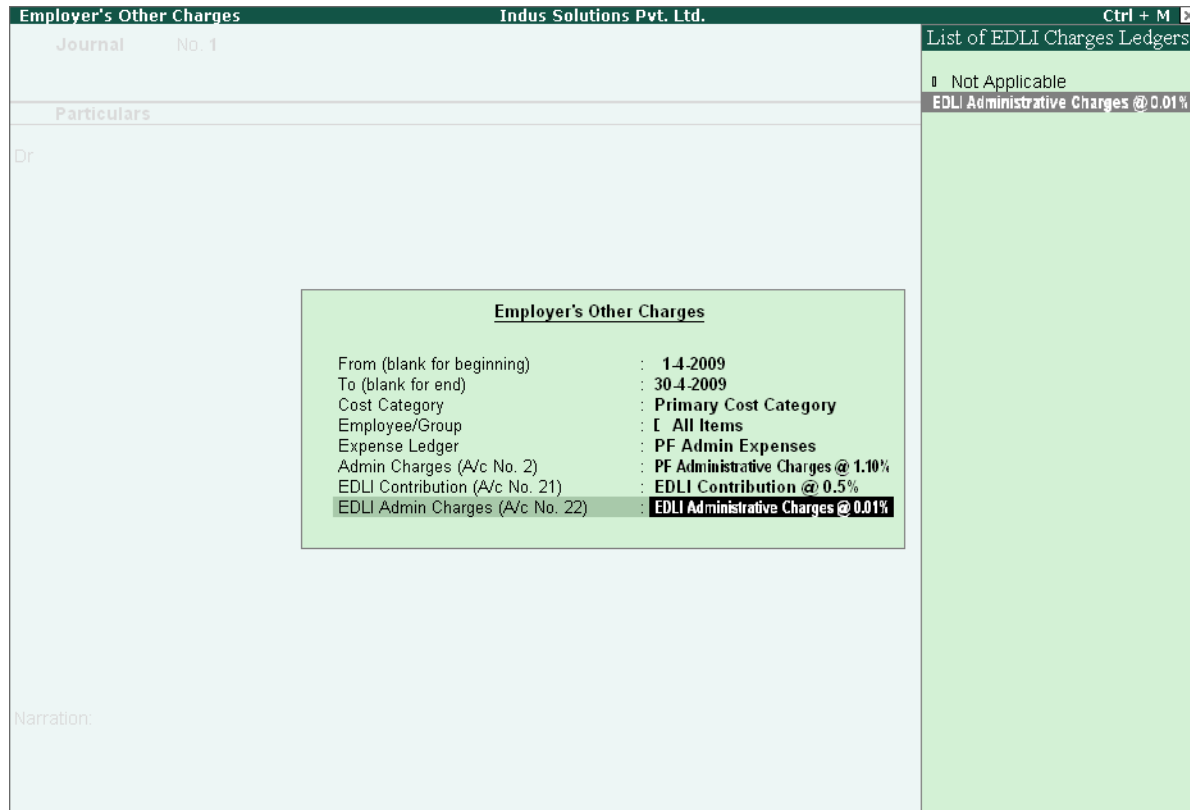 Employer's Other Charges Indus Solutions Pvt. Ltd. Ctrl + M
Journal No. 1
Particulars
Dr
Employer's Other Charges
From (blank for beginning) : 1-4-2009
To (blank for end) : 30-4-2009
Cost Category : Primary Cost Category
Employee/Group : All Items
Expense Ledger : PF Admin Expenses
Admin Charges (A/c No. 2) : PF Administrative Charges @ 1.10%
EDLI Contribution (A/c No. 21) : EDLI Contribution @ 0.5%
EDLI Admin Charges (A/c No. 22) : EDLI Administrative Charges @ 0.01%
Narration:
List of EDLI Charges Ledgers
Not Applicable
EDLI Administrative Charges @ 0.01%